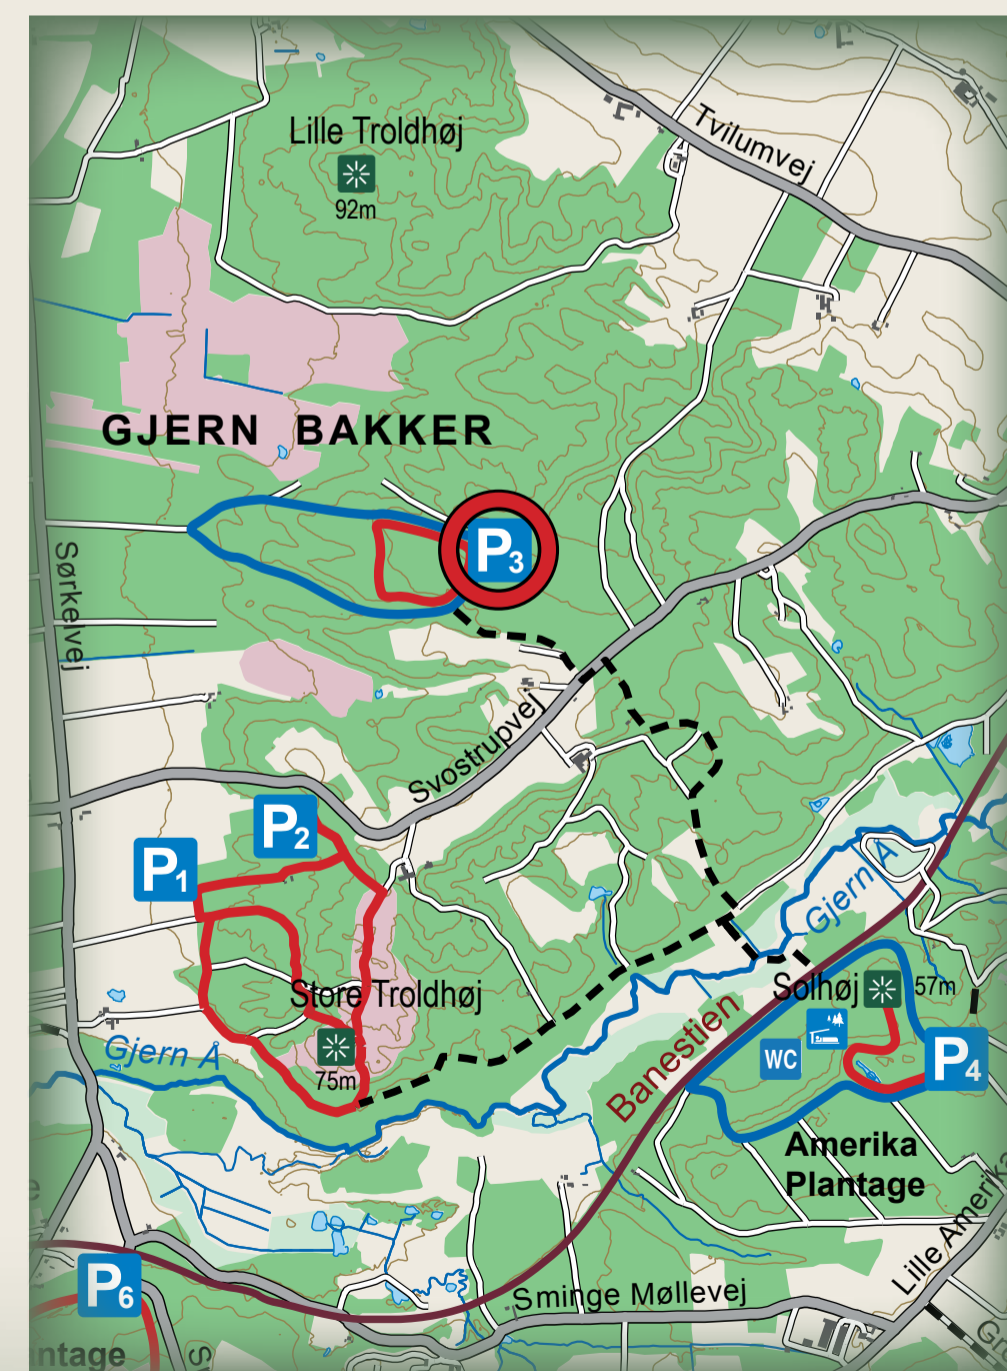 Lille Troldhøj
92m
Tvilumvej
GJERN BAKKER
P3
Sørkelvej
Svostrupvej
P2
P1
Gjern Å
Store Troldhøj
75m
Solhøj
57m
WC
P4
Gjern Å
Banestien
Amerika
Plantage
Lille Amerika
P6
Sminge Møllevej
ntage